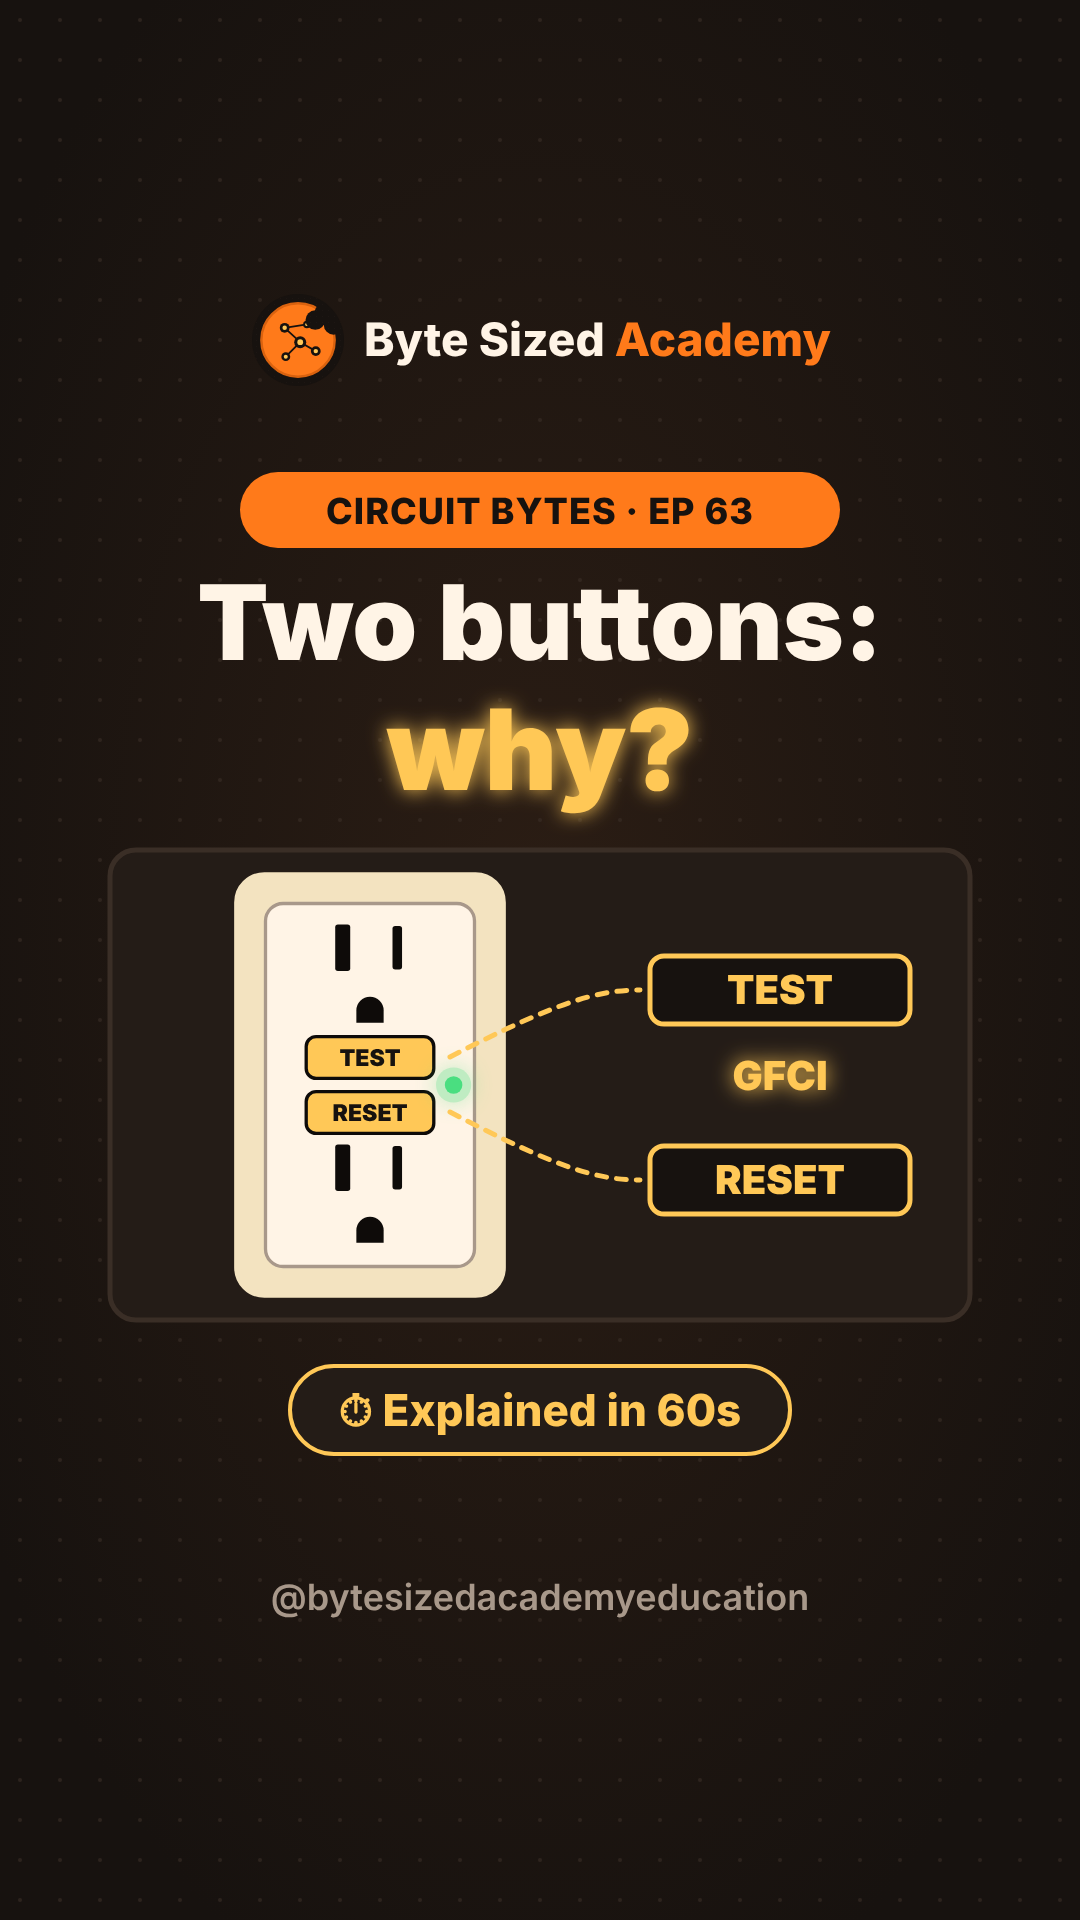 Byte Sized Academy
CIRCUIT BYTES · EP 63
Two buttons:
why?
TEST
RESET
TEST
GFCI
RESET
⏱ Explained in 60s
@bytesizedacademyeducation